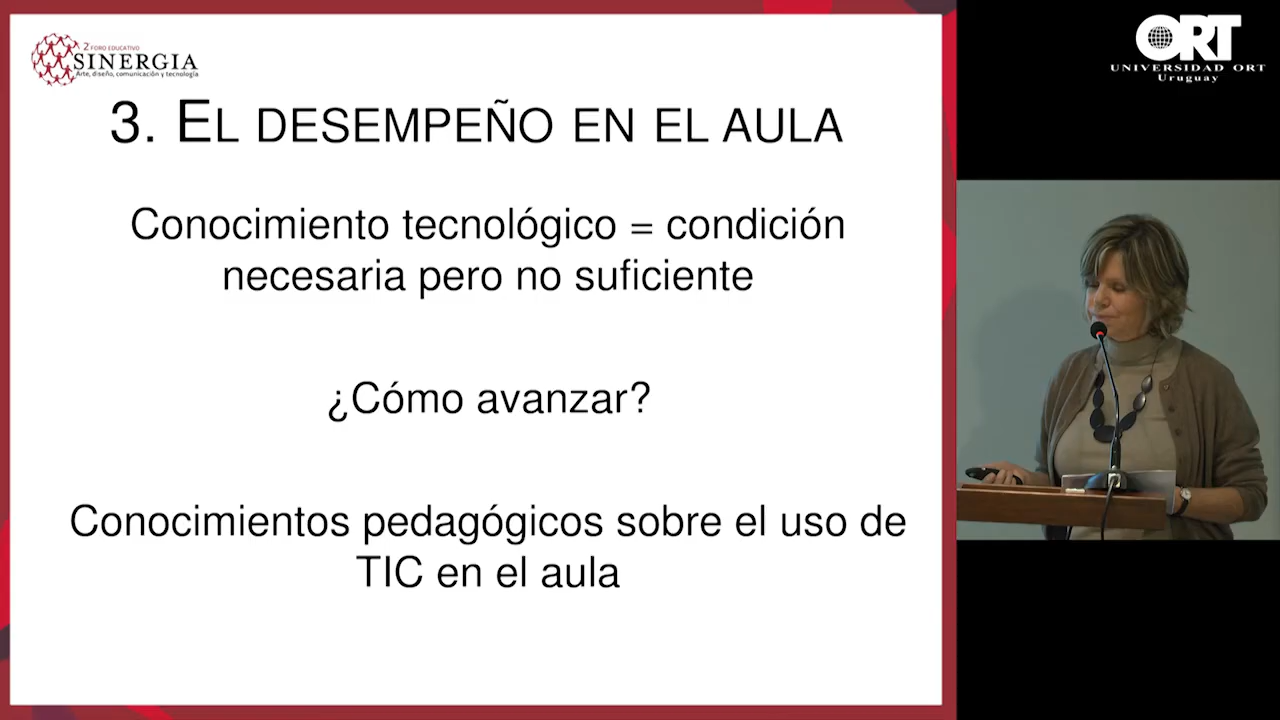 2 FORO EDUCATIVO
SINERGIA
Arte, diseño, comunicación y tecnología
3. EL DESEMPEÑO EN EL AULA
Conocimiento tecnológico = condición
necesaria pero no suficiente
¿Cómo avanzar?
Conocimientos pedagógicos sobre el uso de
TIC en el aula
ORT
UNIVERSIDAD ORT
Uruguay